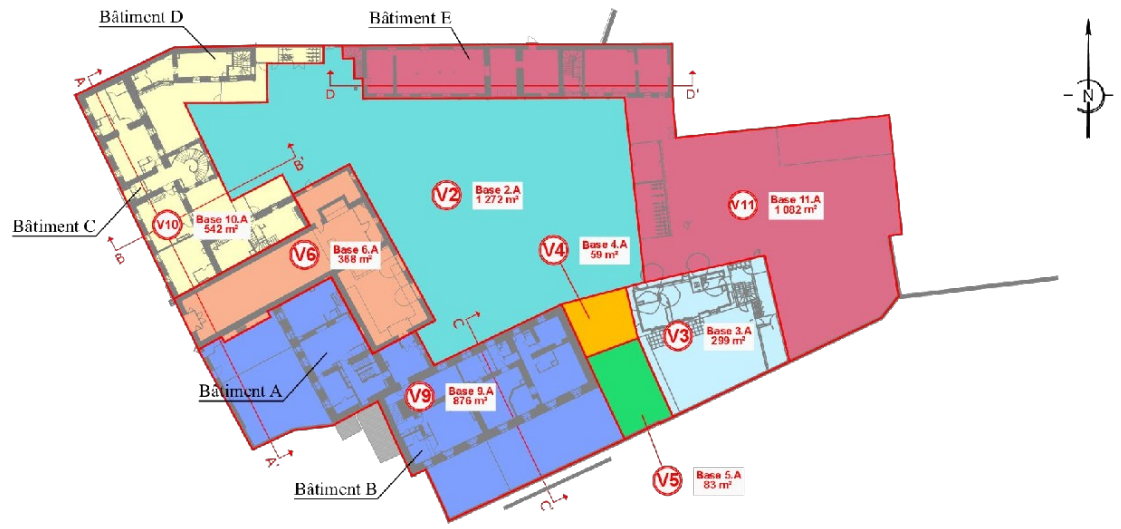 Bâtiment D
Bâtiment E
A
A'
B
B'
C
C'
D
D'
N
V2
Base 2.A
1 272 m²
V11
Base 11.A
1 082 m²
Bâtiment C
V10
Base 10.A
542 m²
V6
Base 6.A
368 m²
V4
Base 4.A
59 m²
V3
Base 3.A
299 m²
Bâtiment A
V9
Base 9.A
876 m²
Bâtiment B
V5
Base 5.A
83 m²